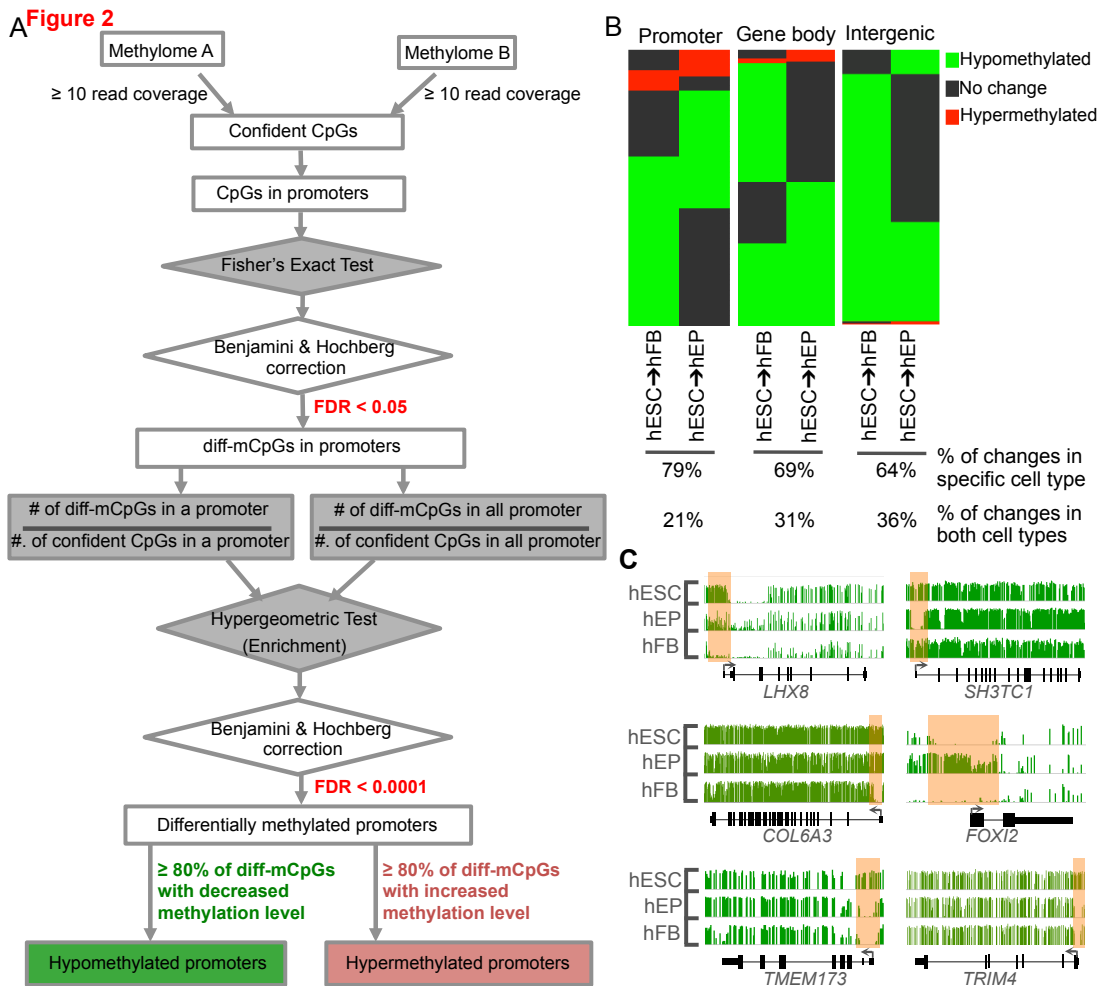 Figure 2
A
Methylome A
Methylome B
≥ 10 read coverage
≥ 10 read coverage
Confident CpGs
CpGs in promoters
Fisher's Exact Test
Benjamini & Hochberg
correction
FDR < 0.05
diff-mCpGs in promoters
# of diff-mCpGs in a promoter
#. of confident CpGs in a promoter
# of diff-mCpGs in all promoter
#. of confident CpGs in all promoter
Hypergeometric Test
(Enrichment)
Benjamini & Hochberg
correction
FDR < 0.0001
Differentially methylated promoters
≥ 80% of diff-mCpGs
with decreased
methylation level
≥ 80% of diff-mCpGs
with increased
methylation level
Hypomethylated promoters
Hypermethylated promoters
B
Promoter
Gene body
Intergenic
Hypomethylated
No change
Hypermethylated
hESC➔hFB
hESC➔hEP
hESC➔hFB
hESC➔hEP
hESC➔hFB
hESC➔hEP
79%
69%
64%
% of changes in
specific cell type
21%
31%
36%
% of changes in
both cell types
C
hESC
hEP
hFB
LHX8
SH3TC1
hESC
hEP
hFB
COL6A3
FOXI2
hESC
hEP
hFB
TMEM173
TRIM4